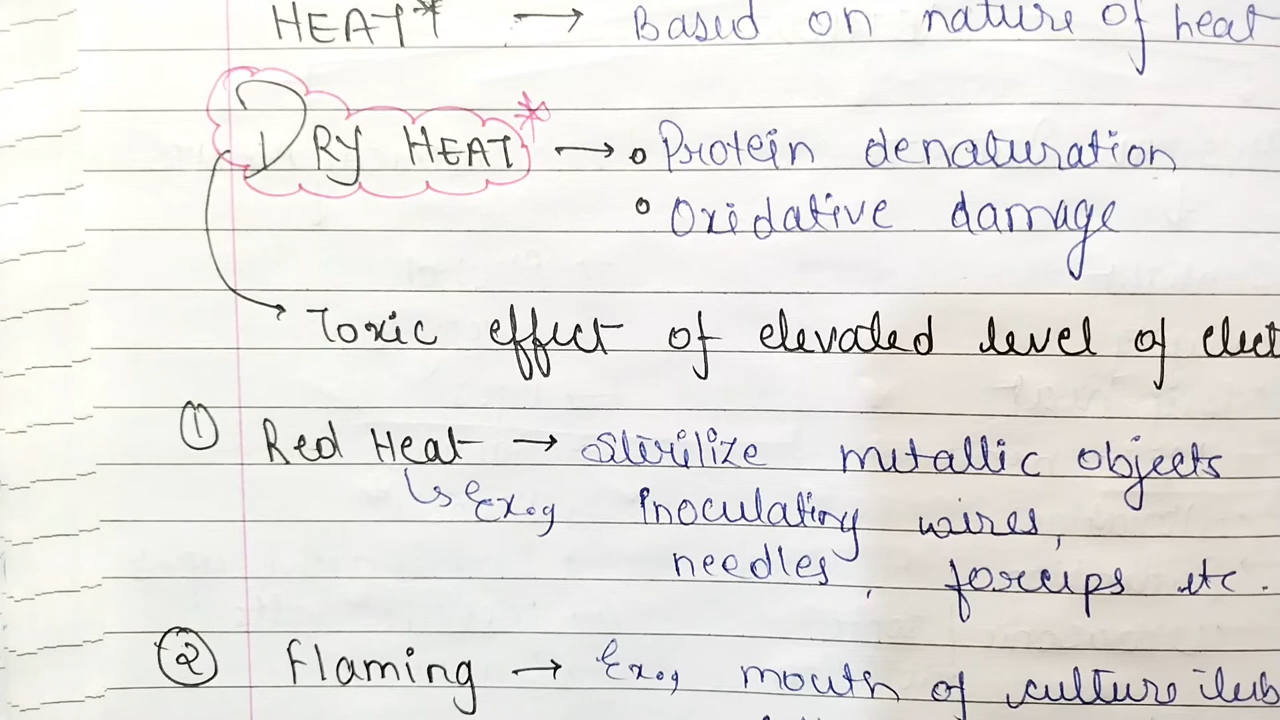 HEAT* → Based on nature of heat
DRY HEAT* → o Protein denaturation
o Oxidative damage
→ Toxic effect of elevated level of elect
① Red Heat → Sterilize metallic objects
↳ Ex.g inoculating wires,
needles, forceps etc.
② flaming → Ex.g mouth of culture tub